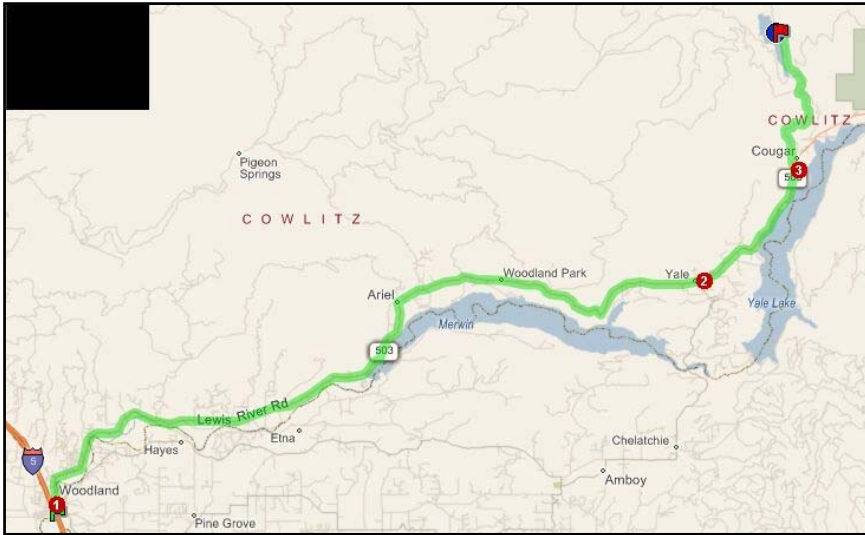 COWLITZ
Cougar
3
50
Pigeon
Springs
COWLITZ
Woodland Park
Yale
2
Ariel
Yale Lake
Merwin
503
Lewis River Rd
Etna
Hayes
Chelatchie
5
Amboy
Woodland
1
Pine Grove